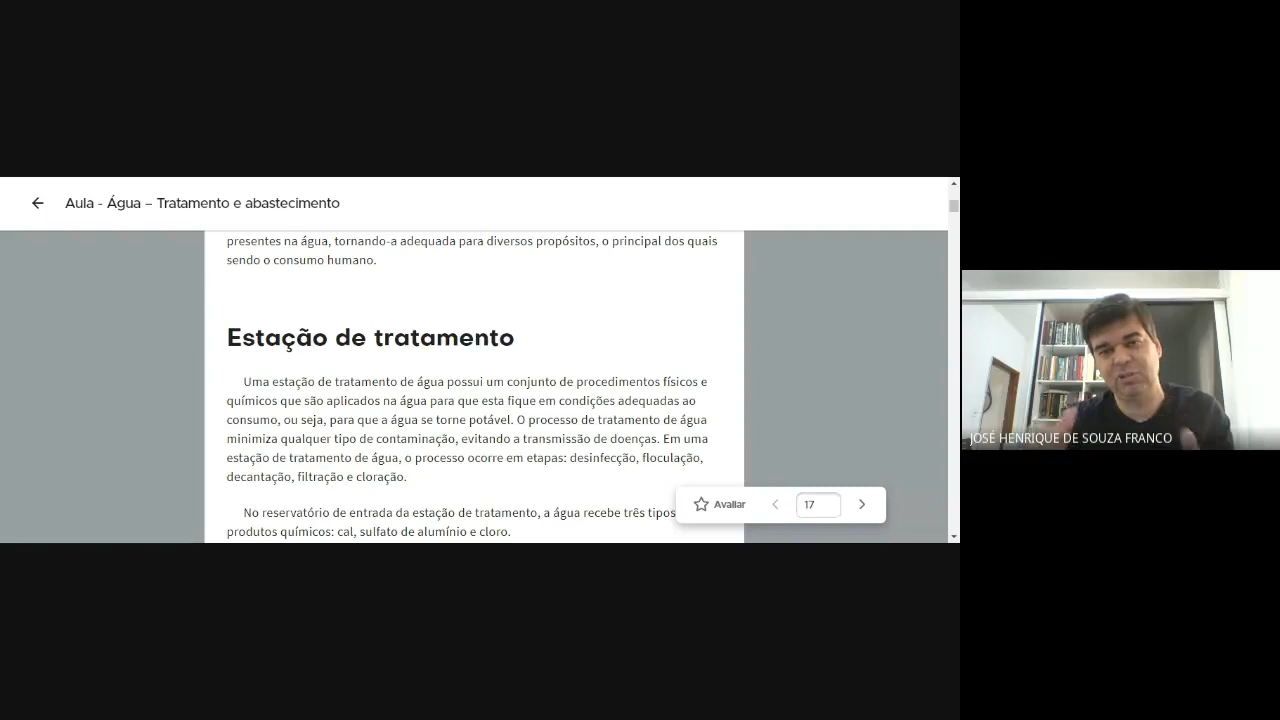 Aula - Água – Tratamento e abastecimento
presentes na água, tornando-a adequada para diversos propósitos, o principal dos quais
sendo o consumo humano.
Estação de tratamento
Uma estação de tratamento de água possui um conjunto de procedimentos físicos e
químicos que são aplicados na água para que esta fique em condições adequadas ao
consumo, ou seja, para que a água se torne potável. O processo de tratamento de água
minimiza qualquer tipo de contaminação, evitando a transmissão de doenças. Em uma
estação de tratamento de água, o processo ocorre em etapas: desinfecção, floculação,
decantação, filtração e cloração.
No reservatório de entrada da estação de tratamento, a água recebe três tipos
produtos químicos: cal, sulfato de alumínio e cloro.
Avaliar
17
JOSÉ HENRIQUE DE SOUZA FRANCO